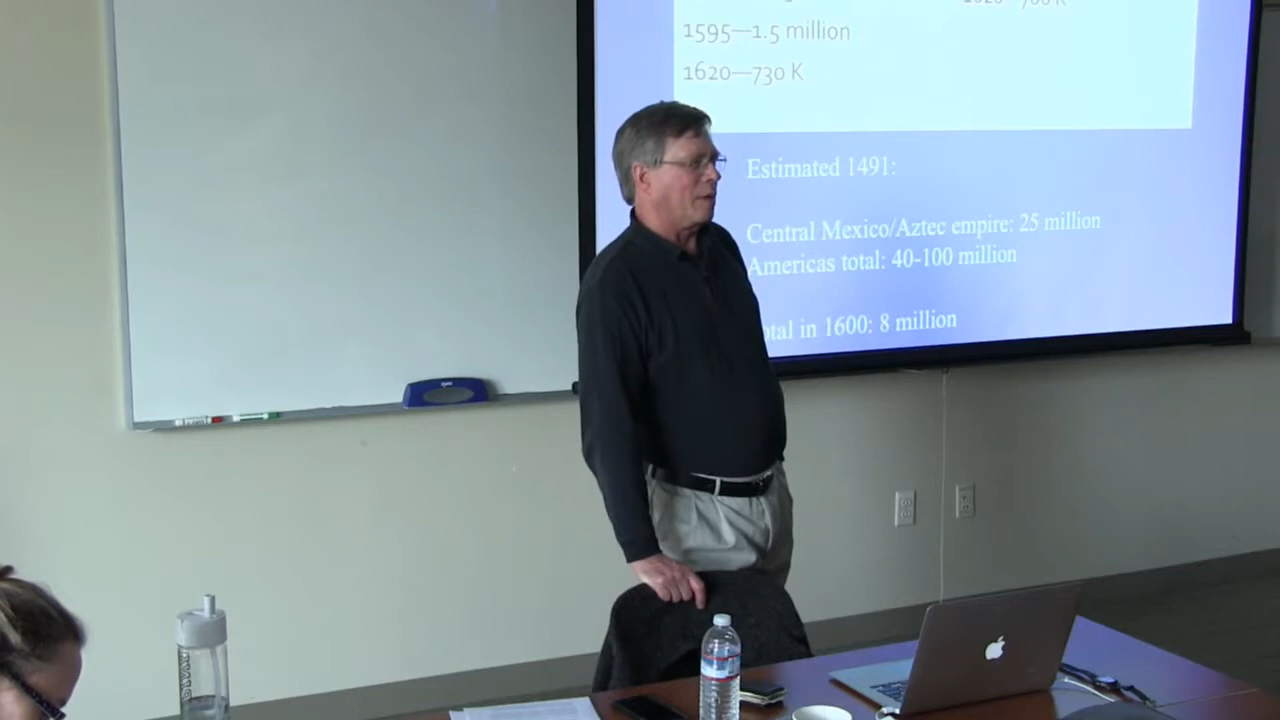 1595—1.5 million
1620—730 K
Estimated 1491:
Central Mexico/Aztec empire: 25 million
Americas total: 40-100 million
in 1600: 8 million